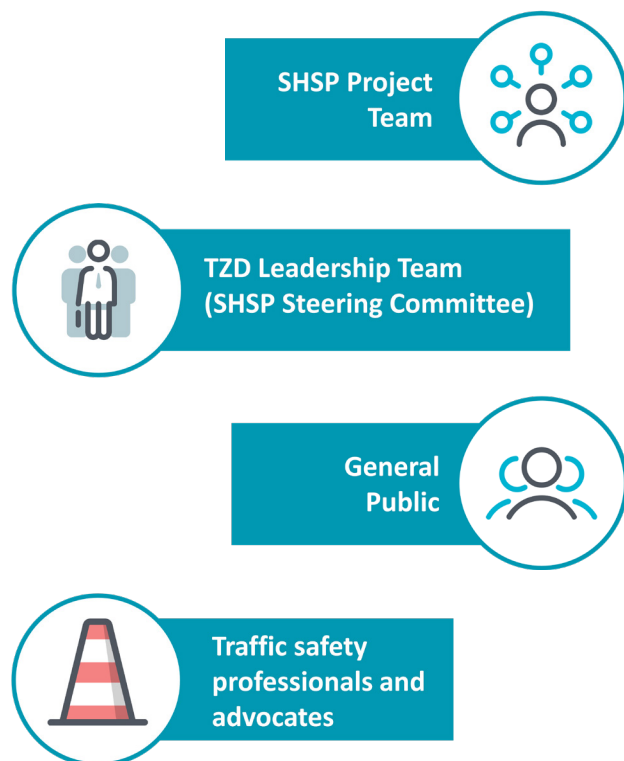 SHSP Project
Team
TZD Leadership Team
(SHSP Steering Committee)
General
Public
Traffic safety
professionals and
advocates